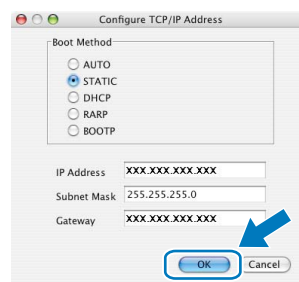 Configure TCP/IP Address
Boot Method
AUTO
STATIC
DHCP
RARP
BOOTP
IP Address XXX.XXX.XXX.XXX
Subnet Mask 255.255.255.0
Gateway XXX.XXX.XXX.XXX
OK Cancel